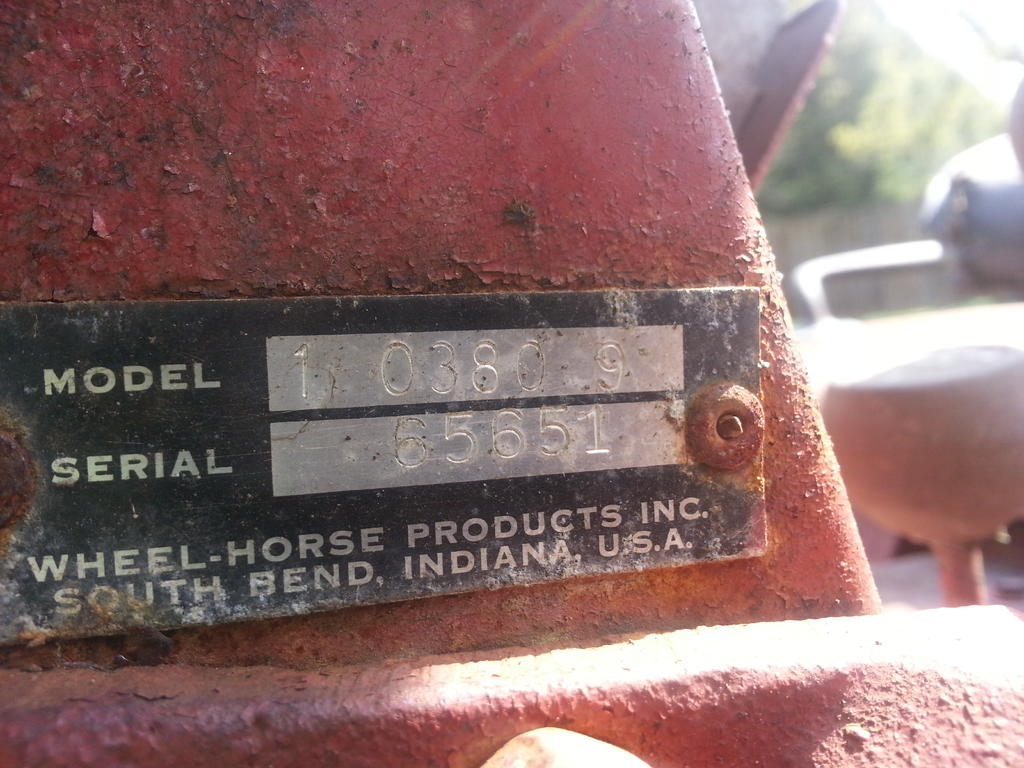 MODEL 1 0380 9
SERIAL 65651
WHEEL-HORSE PRODUCTS INC.
SOUTH BEND, INDIANA, U.S.A.